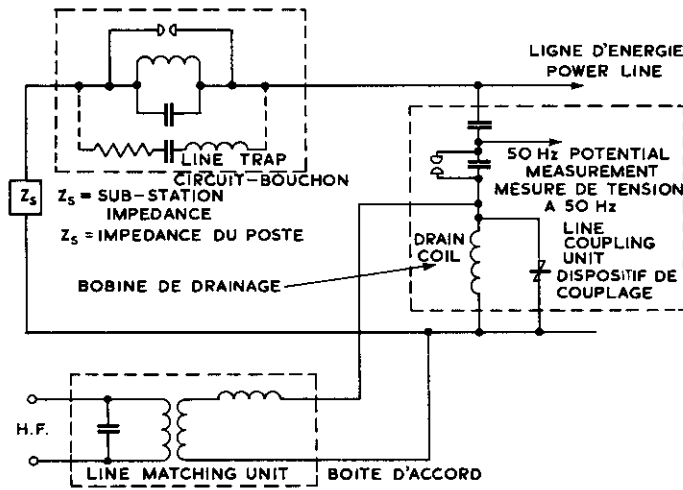 LIGNE D'ENERGIE
POWER LINE
LINE TRAP
CIRCUIT-BOUCHON
Zs
Zs = SUB-STATION
IMPEDANCE
Zs = IMPEDANCE DU POSTE
50 Hz POTENTIAL
MEASUREMENT
MESURE DE TENSION
A 50 Hz
DRAIN
COIL
LINE
COUPLING
UNIT
DISPOSITIF DE
COUPLAGE
BOBINE DE DRAINAGE
H.F.
LINE MATCHING UNIT
BOITE D'ACCORD